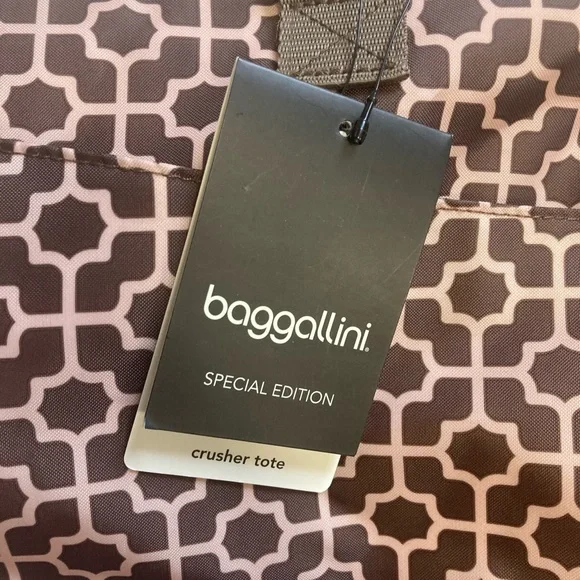 baggallini®
SPECIAL EDITION
crusher tote